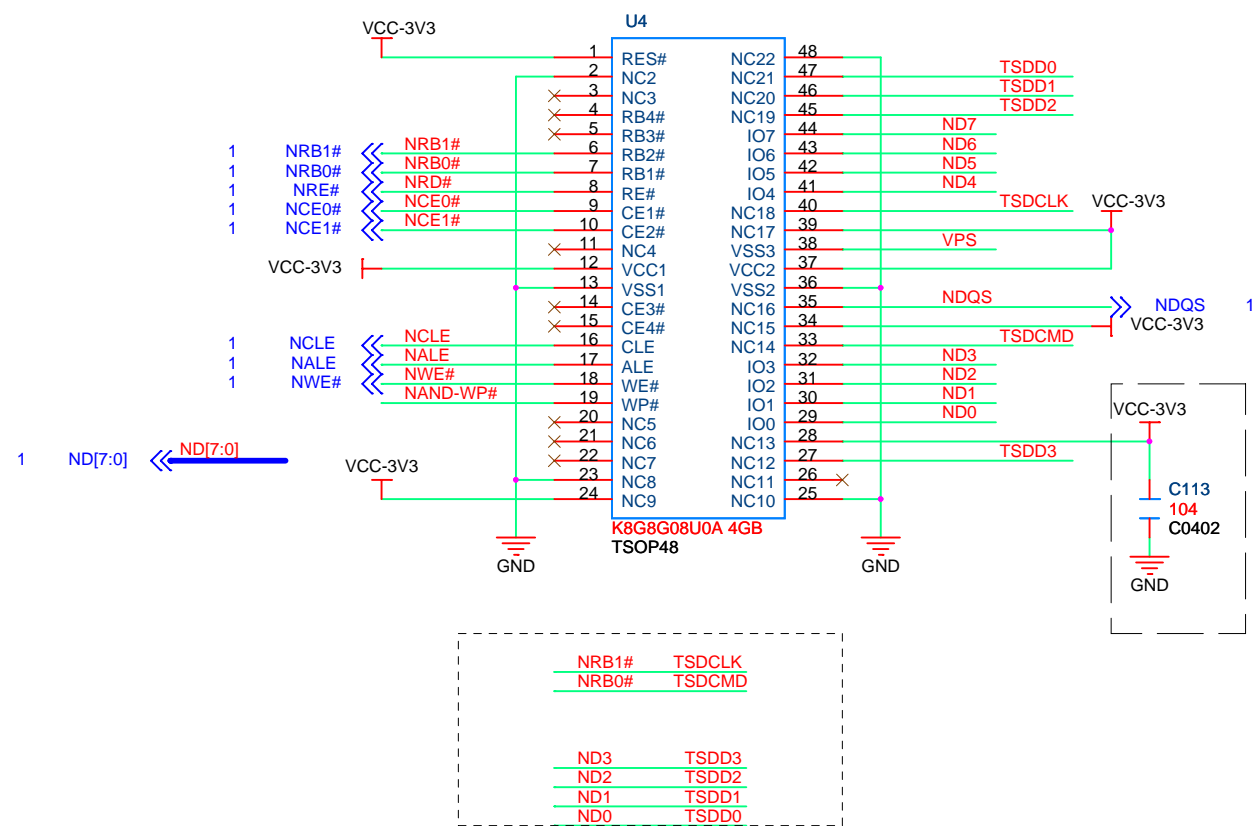 U4
VCC-3V3
1 RES# NC22 48
2 NC2 NC21 47 TSDD0
3 NC3 NC20 46 TSDD1
4 RB4# NC19 45 TSDD2
5 RB3# IO7 44 ND7
1 NRB1# NRB1# 6 RB2# IO6 43 ND6
1 NRB0# NRB0# 7 RB1# IO5 42 ND5
1 NRE# NRD# 8 RE# IO4 41 ND4
1 NCE0# NCE0# 9 CE1# NC18 40 TSDCLK VCC-3V3
1 NCE1# NCE1# 10 CE2# NC17 39
11 NC4 VSS3 38 VPS
VCC-3V3 12 VCC1 VCC2 37
13 VSS1 VSS2 36
14 CE3# NC16 35 NDQS NDQS 1
15 CE4# NC15 34 VCC-3V3
1 NCLE NCLE 16 CLE NC14 33 TSDCMD
1 NALE NALE 17 ALE IO3 32 ND3
1 NWE# NWE# 18 WE# IO2 31 ND2
NAND-WP# 19 WP# IO1 30 ND1
20 NC5 IO0 29 ND0 VCC-3V3
21 NC6 NC13 28
1 ND[7:0] ND[7:0] 22 NC7 NC12 27 TSDD3
VCC-3V3 23 NC8 NC11 26
24 NC9 NC10 25
C113
104
C0402
K8G8G08U0A 4GB
TSOP48
GND GND GND
NRB1# TSDCLK
NRB0# TSDCMD
ND3 TSDD3
ND2 TSDD2
ND1 TSDD1
ND0 TSDD0